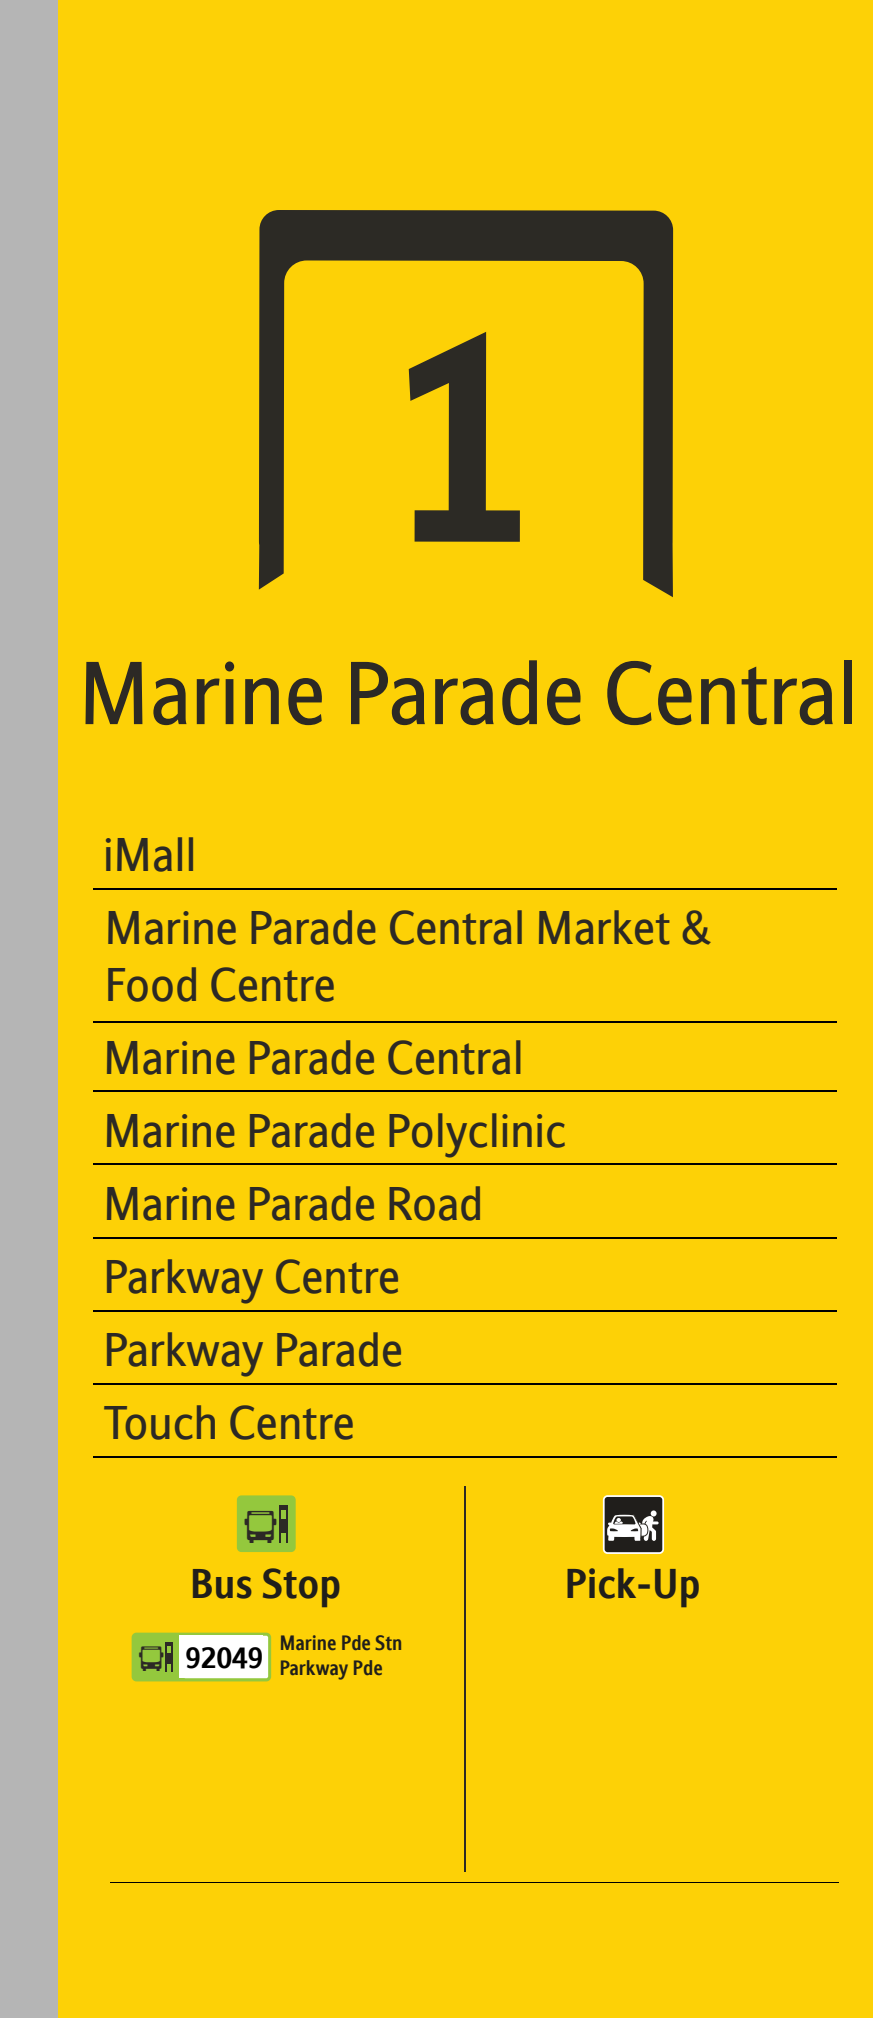 1
Marine Parade Central
iMall
Marine Parade Central Market &
Food Centre
Marine Parade Central
Marine Parade Polyclinic
Marine Parade Road
Parkway Centre
Parkway Parade
Touch Centre
Bus Stop
92049
Marine Pde Stn
Parkway Pde
Pick-Up